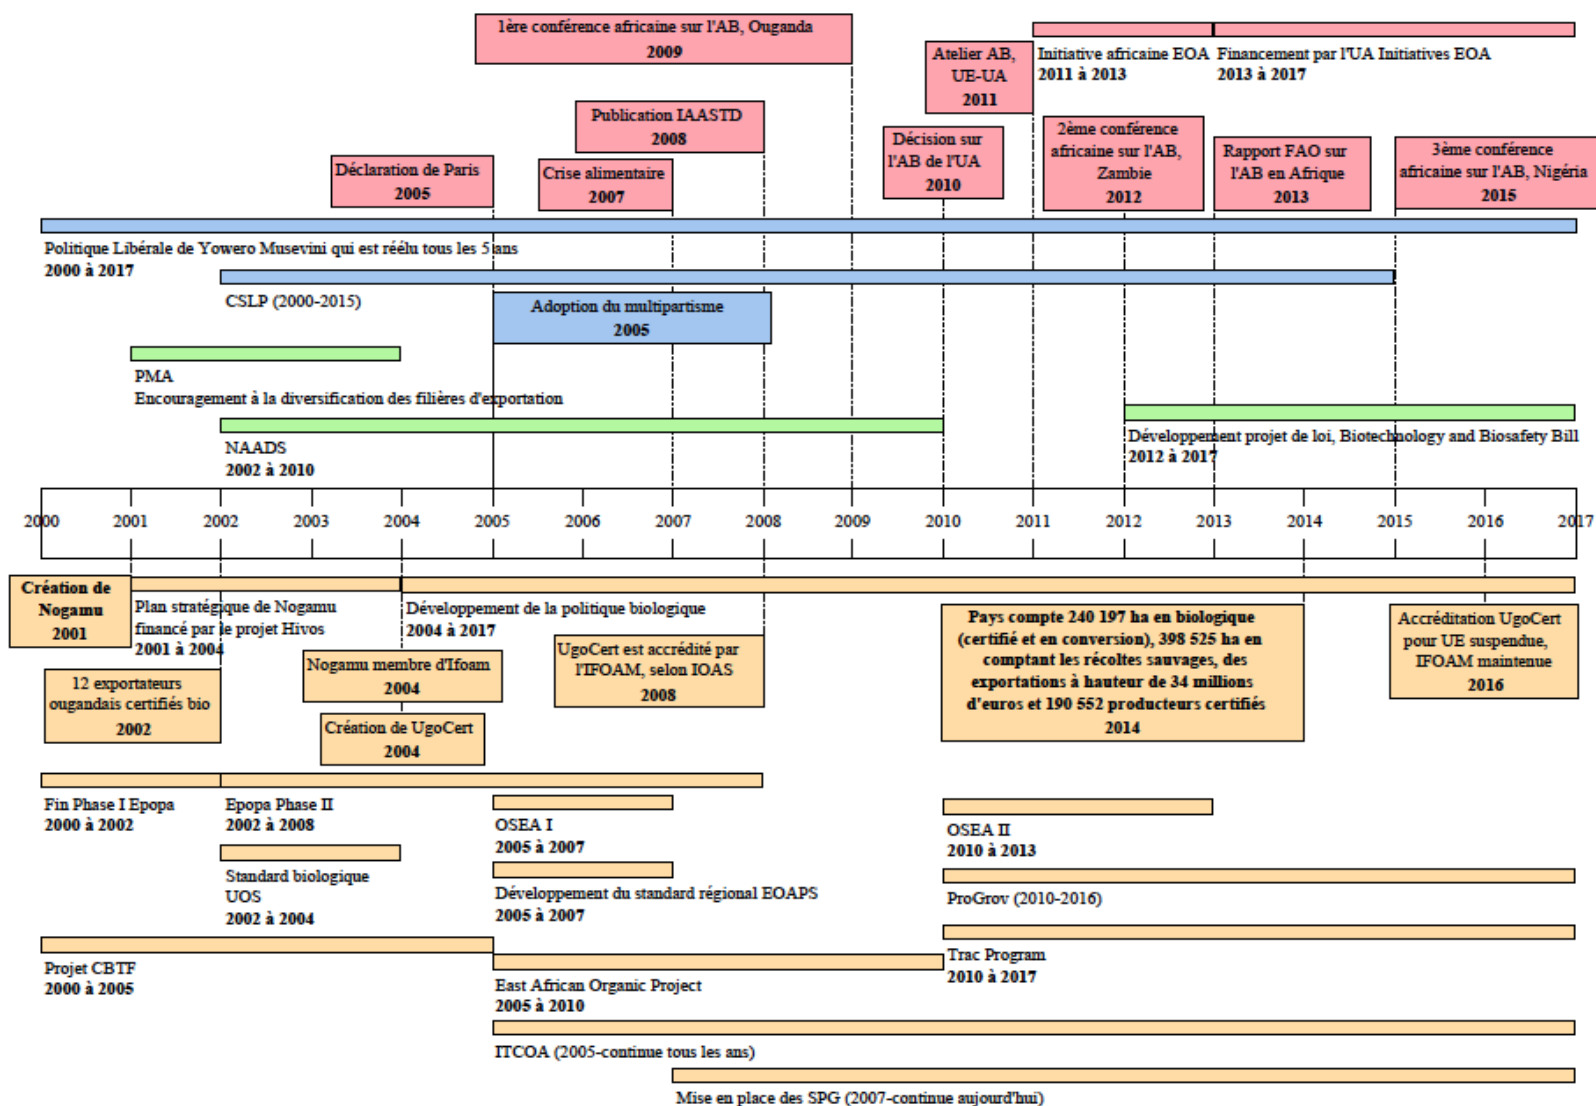 1ère conférence africaine sur l'AB, Ouganda
2009
Atelier AB,
UE-UA
2011
Initiative africaine EOA
2011 à 2013
Financement par l'UA Initiatives EOA
2013 à 2017
Publication IAASTD
2008
Déclaration de Paris
2005
Crise alimentaire
2007
Décision sur
l'AB de l'UA
2010
2ème conférence
africaine sur l'AB,
Zambie
2012
Rapport FAO sur
l'AB en Afrique
2013
3ème conférence
africaine sur l'AB, Nigéria
2015
Politique Libérale de Yowero Musevini qui est réélu tous les 5 ans
2000 à 2017
CSLP (2000-2015)
Adoption du multipartisme
2005
PMA
Encouragement à la diversification des filières d'exportation
NAADS
2002 à 2010
Développement projet de loi, Biotechnology and Biosafety Bill
2012 à 2017
2000 2001 2002 2003 2004 2005 2006 2007 2008 2009 2010 2011 2012 2013 2014 2015 2016 2017
Création de
Nogamu
2001
Plan stratégique de Nogamu
financé par le projet Hivos
2001 à 2004
Développement de la politique biologique
2004 à 2017
12 exportateurs
ougandais certifiés bio
2002
Nogamu membre d'Ifoam
2004
Création de UgoCert
2004
UgoCert est accrédité par
l'IFOAM, selon IOAS
2008
Pays compte 240 197 ha en biologique
(certifié et en conversion), 398 525 ha en
comptant les récoltes sauvages, des
exportations à hauteur de 34 millions
d'euros et 190 552 producteurs certifiés
2014
Accréditation UgoCert
pour UE suspendue,
IFOAM maintenue
2016
Fin Phase I Epopa
2000 à 2002
Epopa Phase II
2002 à 2008
OSEA I
2005 à 2007
OSEA II
2010 à 2013
Standard biologique
UOS
2002 à 2004
Développement du standard régional EOAPS
2005 à 2007
ProGrov (2010-2016)
Projet CBTF
2000 à 2005
East African Organic Project
2005 à 2010
Trac Program
2010 à 2017
ITCOA (2005-continue tous les ans)
Mise en place des SPG (2007-continue aujourd'hui)